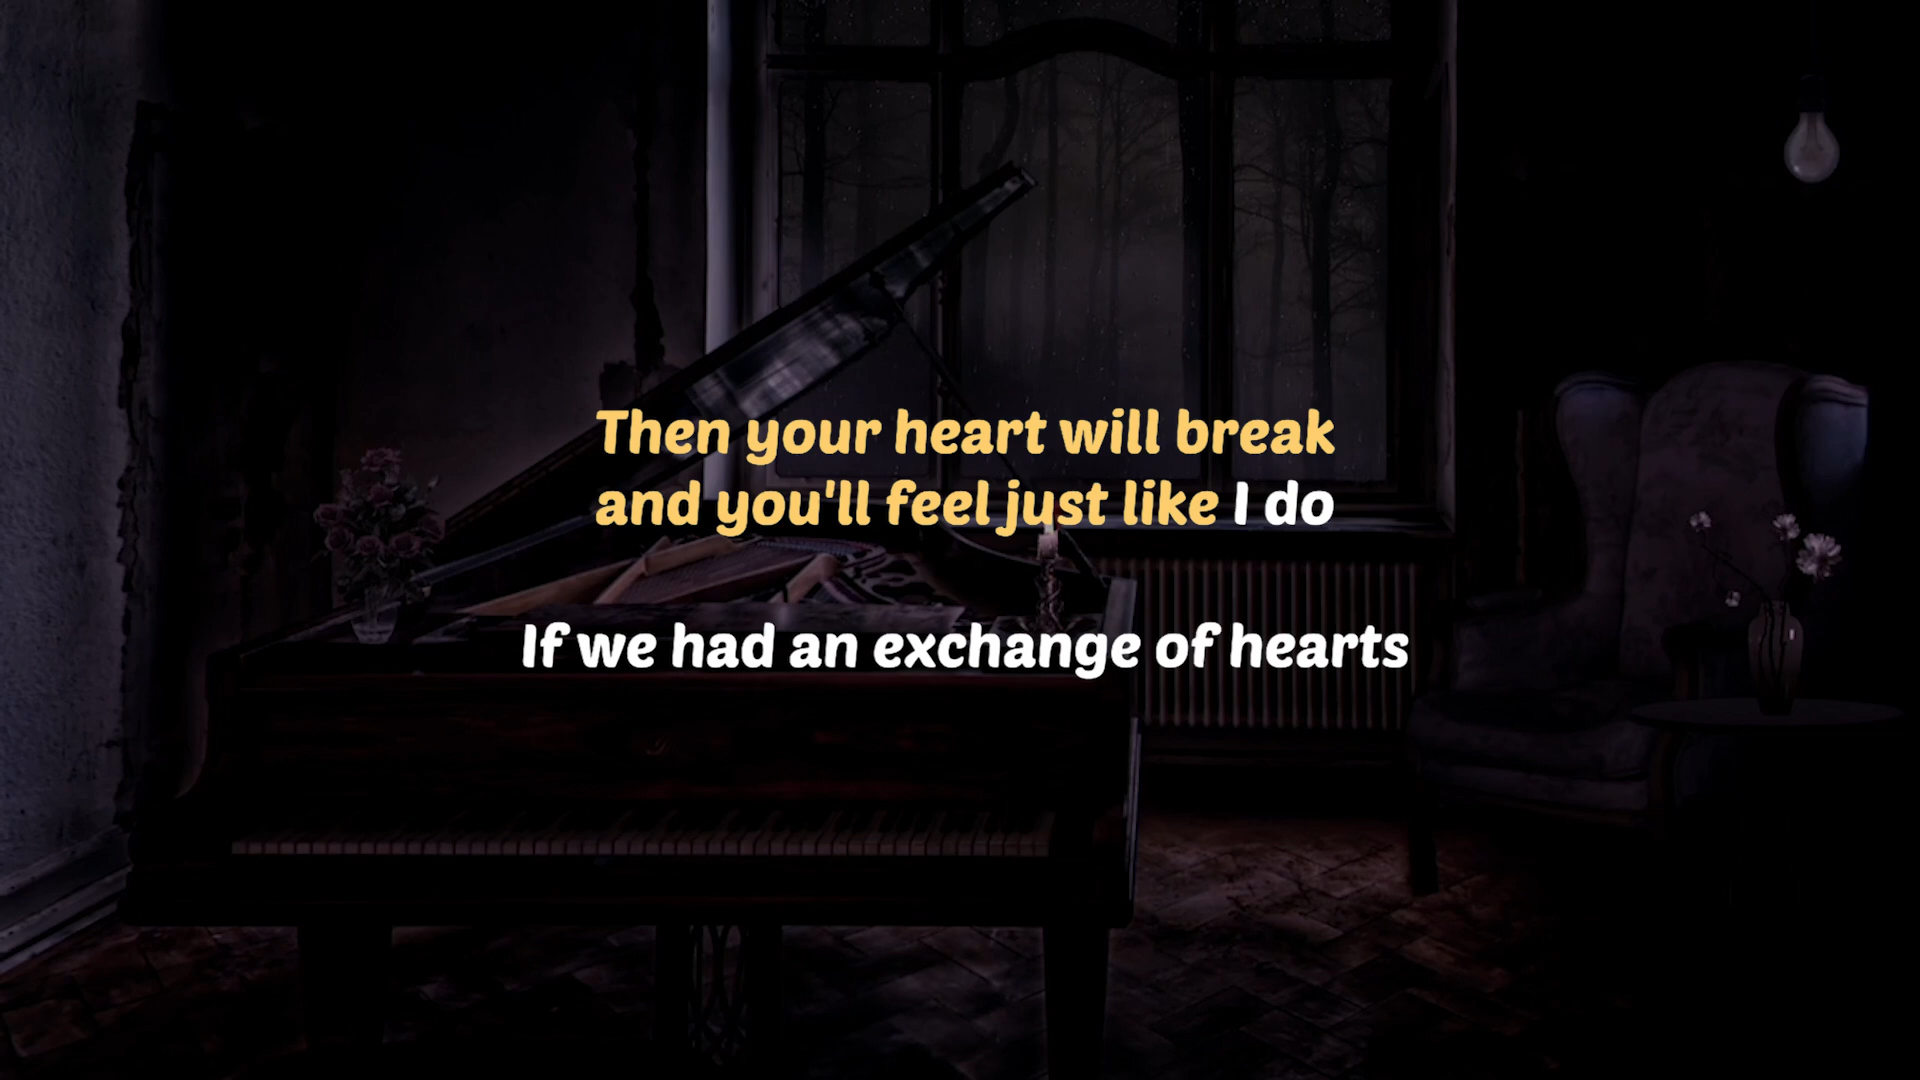 Then your heart will break
and you'll feel just like I do
If we had an exchange of hearts